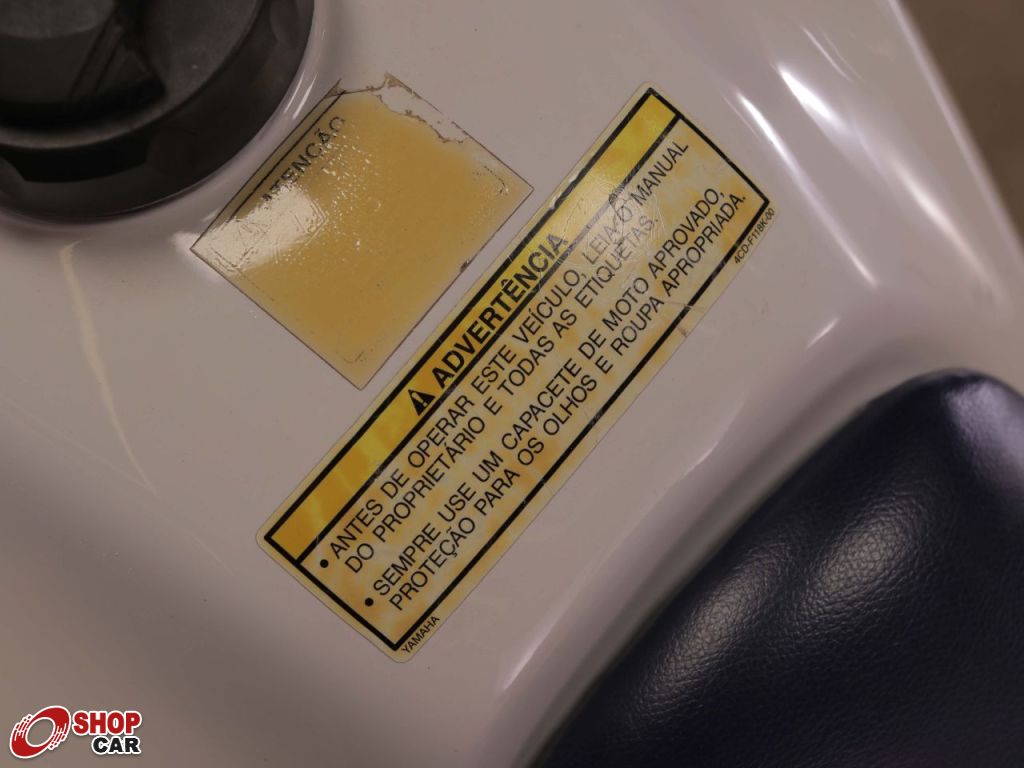 ATENÇÃO
ADVERTÊNCIA
• ANTES DE OPERAR ESTE VEÍCULO, LEIA O MANUAL
DO PROPRIETÁRIO E TODAS AS ETIQUETAS.
• SEMPRE USE UM CAPACETE DE MOTO APROVADO,
PROTEÇÃO PARA OS OLHOS E ROUPA APROPRIADA.
YAMAHA
4CD-F118K-00
SHOP
CAR